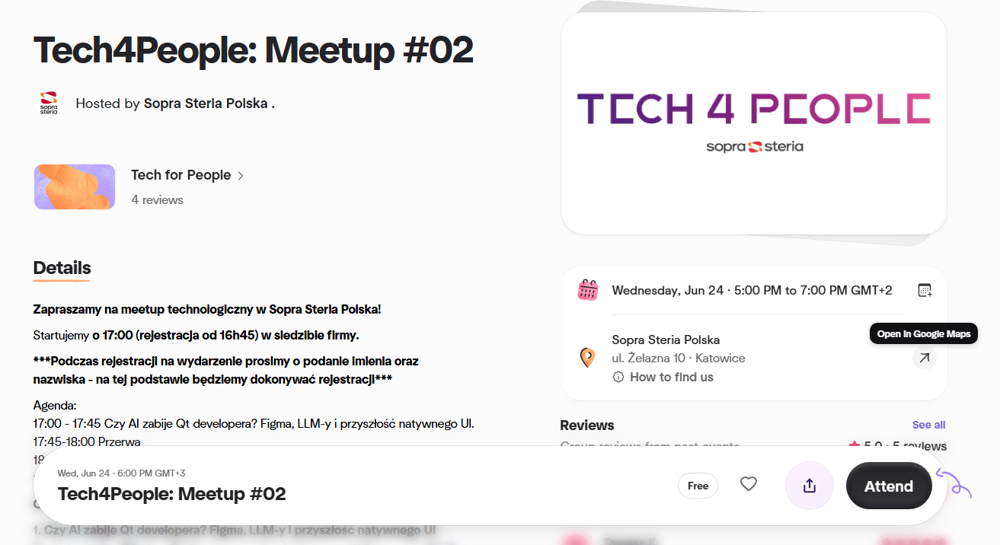 Tech4People: Meetup #02
sopra
steria
Hosted by Sopra Steria Polska .
Tech for People
4 reviews
Details
Zapraszamy na meetup technologiczny w Sopra Steria Polska!
Startujemy o 17:00 (rejestracja od 16h45) w siedzibie firmy.
***Podczas rejestracji na wydarzenie prosimy o podanie imienia oraz
nazwiska - na tej podstawie będziemy dokonywać rejestracji***
Agenda:
17:00 - 17:45 Czy AI zabije Qt developera? Figma, LLM-y i przyszłość natywnego UI.
17:45-18:00 Przerwa
TECH 4 PEOPLE
sopra steria
Wednesday, Jun 24 · 5:00 PM to 7:00 PM GMT+2
Open in Google Maps
Sopra Steria Polska
ul. Żelazna 10 · Katowice
How to find us
Reviews
See all
Group reviews from past events
5.0 · 5 reviews
Wed, Jun 24 · 6:00 PM GMT+3
Tech4People: Meetup #02
Free
Attend
1. Czy AI zabije Qt developera? Figma, LLM-y i przyszłość natywnego UI
Tomasz K.